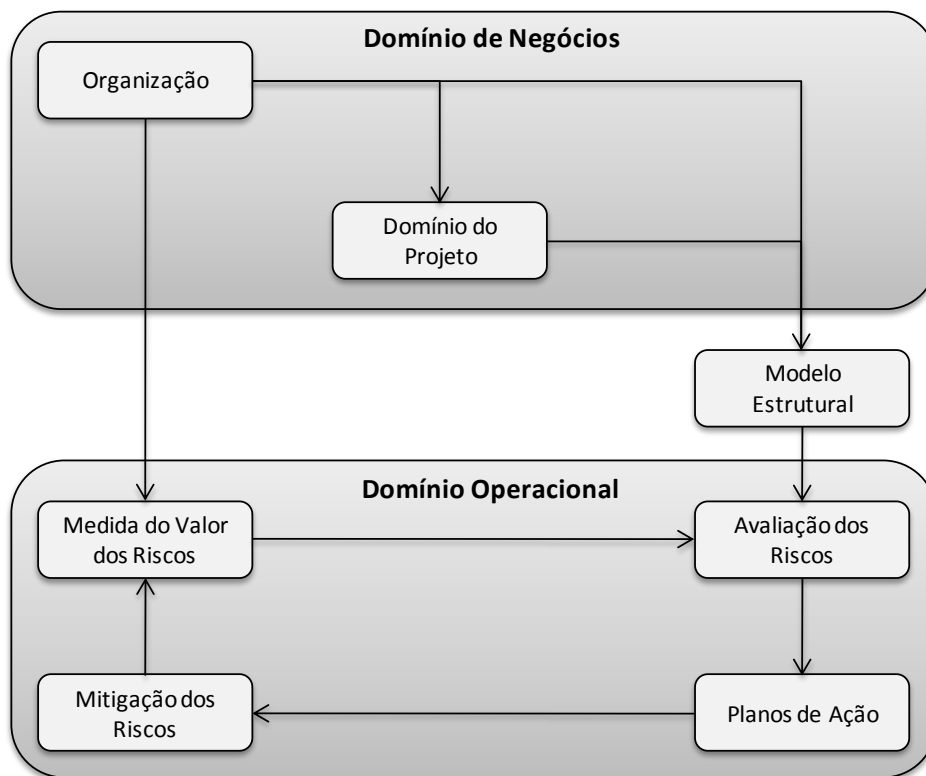 Domínio de Negócios
Organização
Domínio do
Projeto
Modelo
Estrutural
Domínio Operacional
Medida do Valor
dos Riscos
Avaliação dos
Riscos
Mitigação dos
Riscos
Planos de Ação